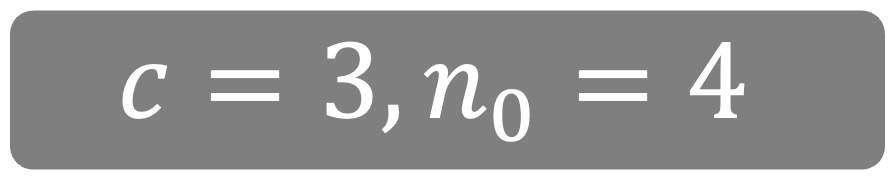 c = 3, n₀ = 4